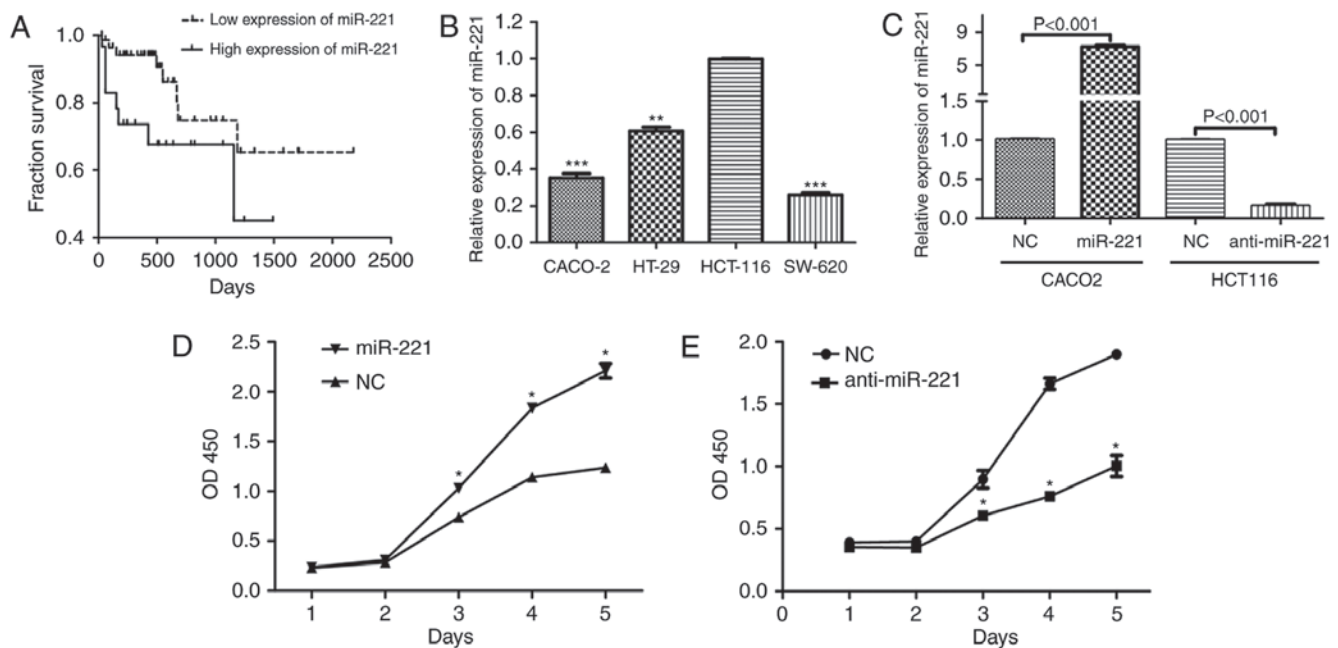 A
Low expression of miR-221
High expression of miR-221
Fraction survival
1.0
0.8
0.6
0.4
0 500 1000 1500 2000 2500
Days
B
Relative expression of miR-221
1.2
1.0
0.8
0.6
0.4
0.2
0.0
***
**
***
CACO-2 HT-29 HCT-116 SW-620
C
Relative expression of miR-221
9
5
1.5
1.0
0.5
0.0
P<0.001
P<0.001
NC miR-221 NC anti-miR-221
CACO2 HCT116
D
miR-221
NC
OD 450
2.5
2.0
1.5
1.0
0.5
0.0
*
*
*
1 2 3 4 5
Days
E
NC
anti-miR-221
OD 450
2.0
1.5
1.0
0.5
0.0
*
*
*
0 1 2 3 4 5
Days